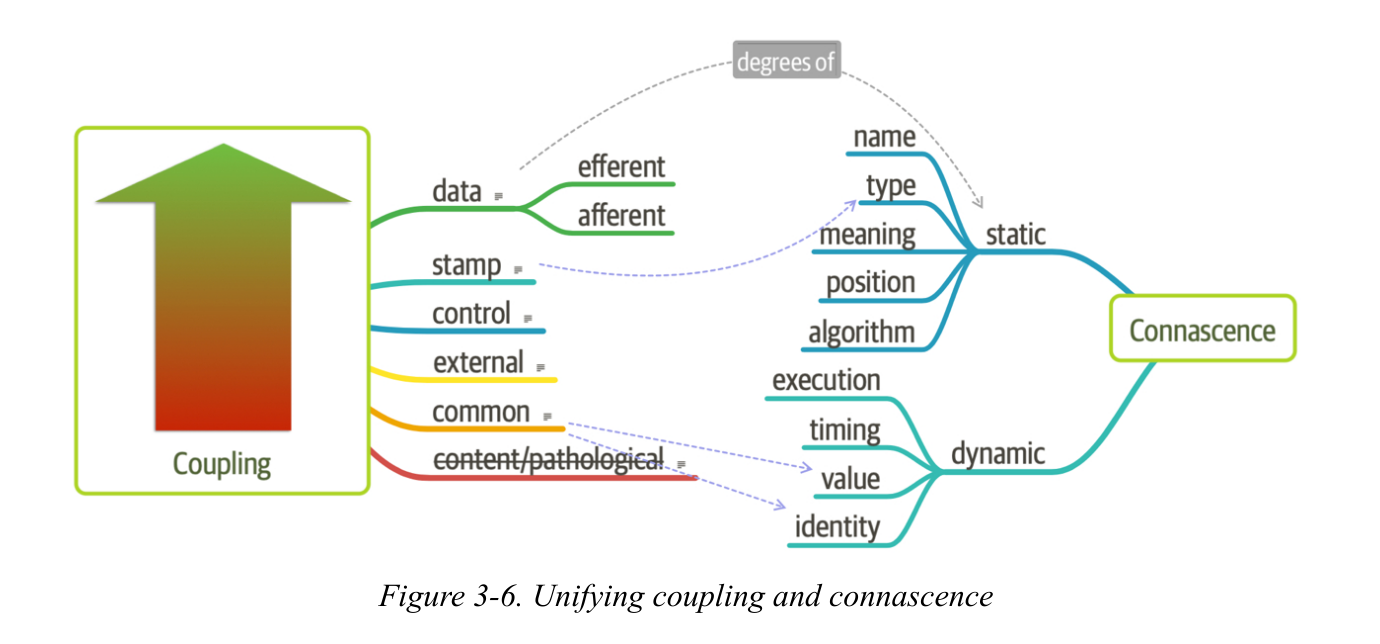 degrees of
Coupling
data
efferent
afferent
stamp
control
external
common
content/pathological
name
type
meaning
position
algorithm
static
execution
timing
value
identity
dynamic
Connascence
Figure 3-6. Unifying coupling and connascence